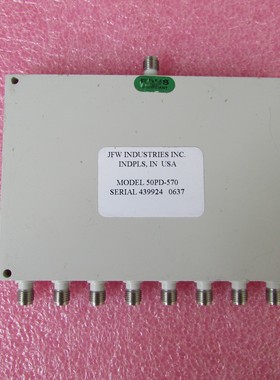 JFW INDUSTRIES INC.
INDPLS, IN USA
MODEL 50PD-570
SERIAL 439924 0637